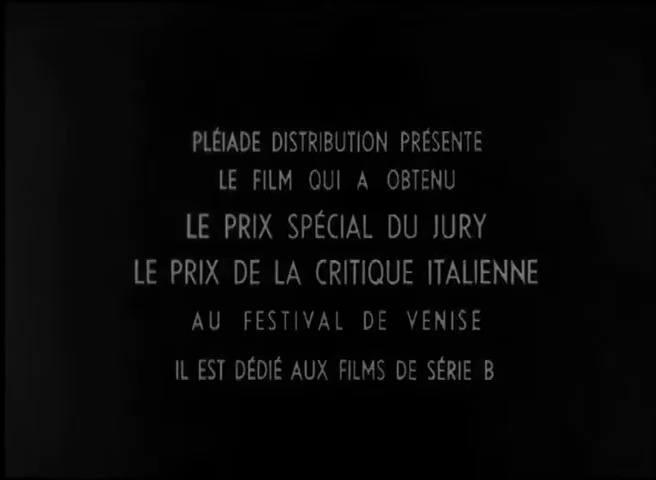 PLÉIADE DISTRIBUTION PRÉSENTE
LE FILM QUI A OBTENU
LE PRIX SPÉCIAL DU JURY
LE PRIX DE LA CRITIQUE ITALIENNE
AU FESTIVAL DE VENISE
IL EST DÉDIÉ AUX FILMS DE SÉRIE B